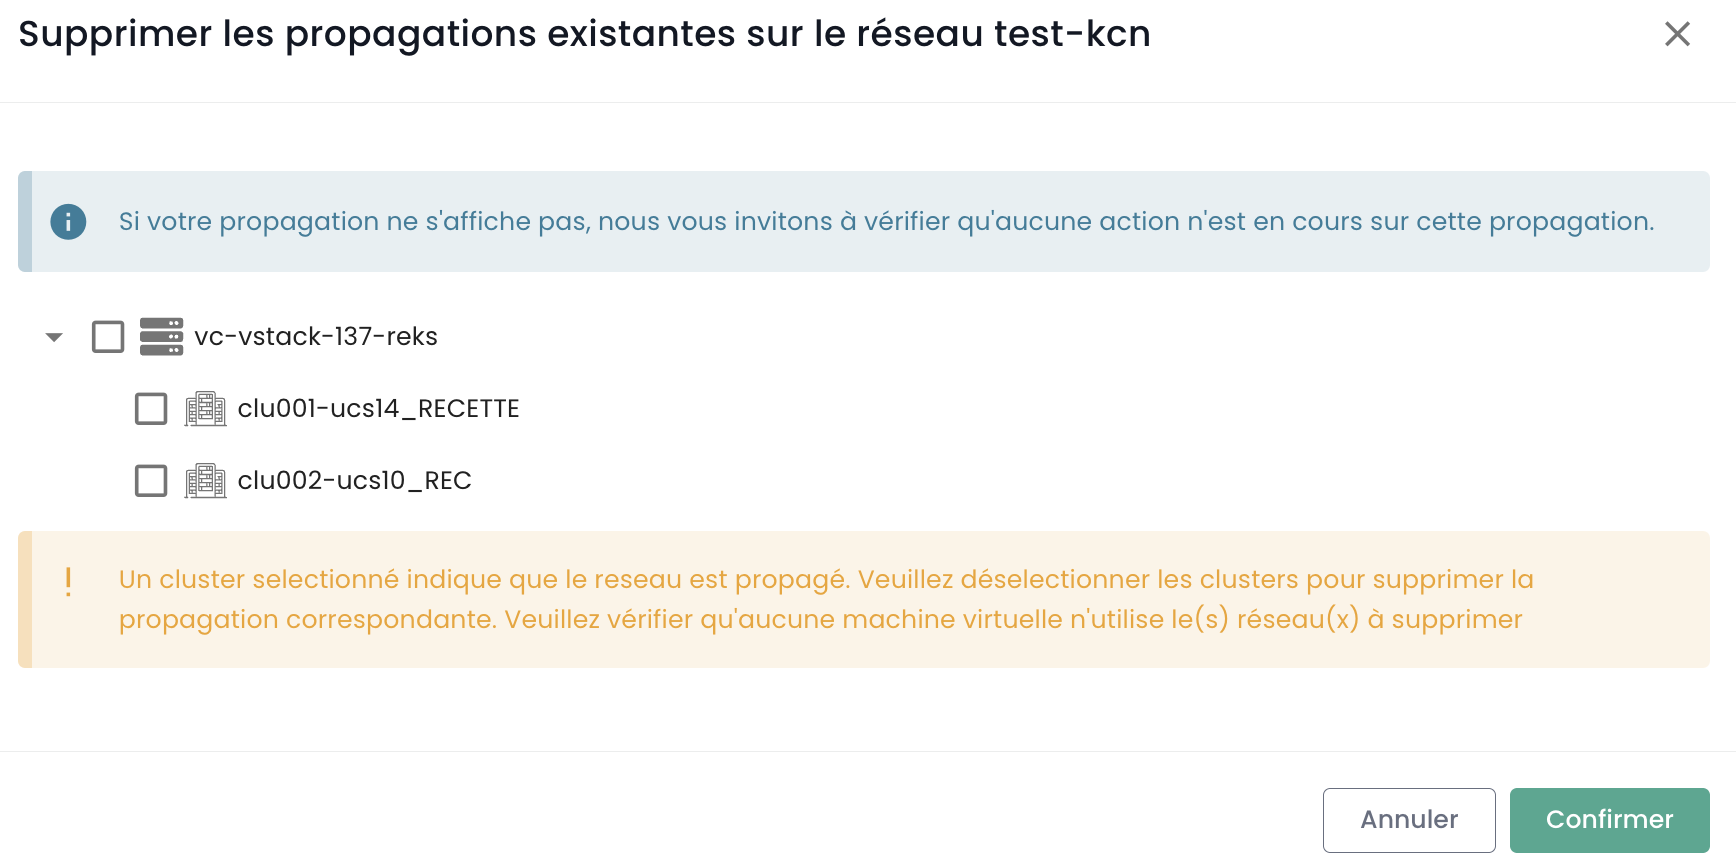 Supprimer les propagations existantes sur le réseau test-kcn
Si votre propagation ne s'affiche pas, nous vous invitons à vérifier qu'aucune action n'est en cours sur cette propagation.
vc-vstack-137-reks
clu001-ucs14_RECETTE
clu002-ucs10_REC
Un cluster selectionné indique que le reseau est propagé. Veuillez déselectionner les clusters pour supprimer la
propagation correspondante. Veuillez vérifier qu'aucune machine virtuelle n'utilise le(s) réseau(x) à supprimer
Annuler
Confirmer